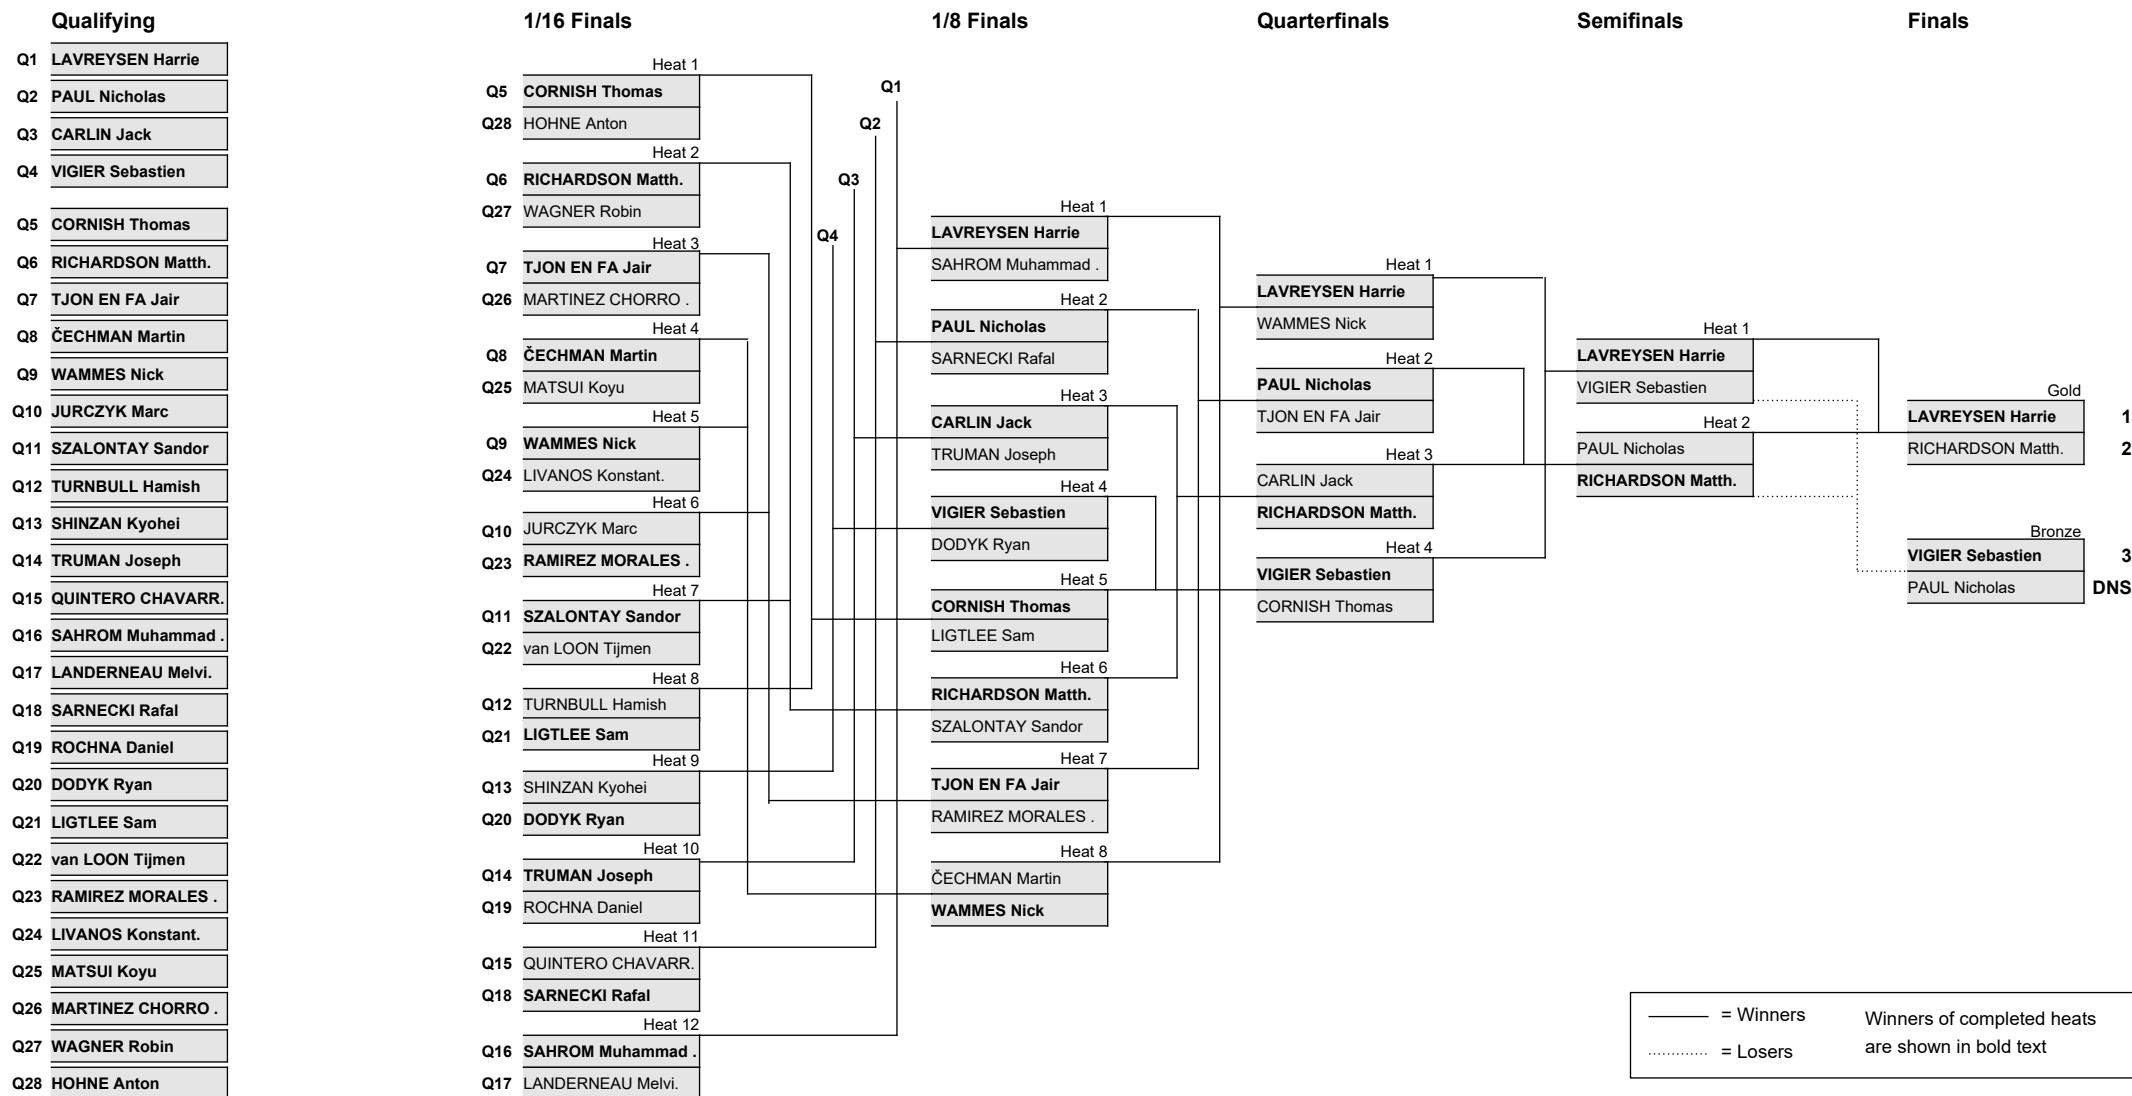 Qualifying
Q1 LAVREYSEN Harrie
Q2 PAUL Nicholas
Q3 CARLIN Jack
Q4 VIGIER Sebastien
Q5 CORNISH Thomas
Q6 RICHARDSON Matth.
Q7 TJON EN FA Jair
Q8 ČECHMAN Martin
Q9 WAMMES Nick
Q10 JURCZYK Marc
Q11 SZALONTAY Sandor
Q12 TURNBULL Hamish
Q13 SHINZAN Kyohei
Q14 TRUMAN Joseph
Q15 QUINTERO CHAVARR.
Q16 SAHROM Muhammad .
Q17 LANDERNEAU Melvi.
Q18 SARNECKI Rafal
Q19 ROCHNA Daniel
Q20 DODYK Ryan
Q21 LIGTLEE Sam
Q22 van LOON Tijmen
Q23 RAMIREZ MORALES .
Q24 LIVANOS Konstant.
Q25 MATSUI Koyu
Q26 MARTINEZ CHORRO .
Q27 WAGNER Robin
Q28 HOHNE Anton
1/16 Finals
Heat 1
Q5 CORNISH Thomas
Q28 HOHNE Anton
Heat 2
Q6 RICHARDSON Matth.
Q27 WAGNER Robin
Heat 3
Q7 TJON EN FA Jair
Q26 MARTINEZ CHORRO .
Heat 4
Q8 ČECHMAN Martin
Q25 MATSUI Koyu
Heat 5
Q9 WAMMES Nick
Q24 LIVANOS Konstant.
Heat 6
Q10 JURCZYK Marc
Q23 RAMIREZ MORALES .
Heat 7
Q11 SZALONTAY Sandor
Q22 van LOON Tijmen
Heat 8
Q12 TURNBULL Hamish
Q21 LIGTLEE Sam
Heat 9
Q13 SHINZAN Kyohei
Q20 DODYK Ryan
Heat 10
Q14 TRUMAN Joseph
Q19 ROCHNA Daniel
Heat 11
Q15 QUINTERO CHAVARR.
Q18 SARNECKI Rafal
Heat 12
Q16 SAHROM Muhammad .
Q17 LANDERNEAU Melvi.
1/8 Finals
Q1
Q2
Q3
Q4
Heat 1
LAVREYSEN Harrie
SAHROM Muhammad .
Heat 2
PAUL Nicholas
SARNECKI Rafal
Heat 3
CARLIN Jack
TRUMAN Joseph
Heat 4
VIGIER Sebastien
DODYK Ryan
Heat 5
CORNISH Thomas
LIGTLEE Sam
Heat 6
RICHARDSON Matth.
SZALONTAY Sandor
Heat 7
TJON EN FA Jair
RAMIREZ MORALES .
Heat 8
ČECHMAN Martin
WAMMES Nick
Quarterfinals
Heat 1
LAVREYSEN Harrie
WAMMES Nick
Heat 2
PAUL Nicholas
TJON EN FA Jair
Heat 3
CARLIN Jack
RICHARDSON Matth.
Heat 4
VIGIER Sebastien
CORNISH Thomas
Semifinals
Heat 1
LAVREYSEN Harrie
VIGIER Sebastien
Heat 2
PAUL Nicholas
RICHARDSON Matth.
Finals
Gold
LAVREYSEN Harrie 1
RICHARDSON Matth. 2
Bronze
VIGIER Sebastien 3
PAUL Nicholas DNS
= Winners
= Losers
Winners of completed heats
are shown in bold text